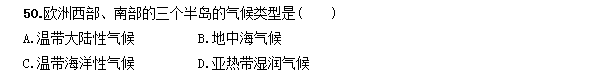 50.欧洲西部、南部的三个半岛的气候类型是(　　)
A.温带大陆性气候　　B.地中海气候
C.温带海洋性气候　　D.亚热带湿润气候